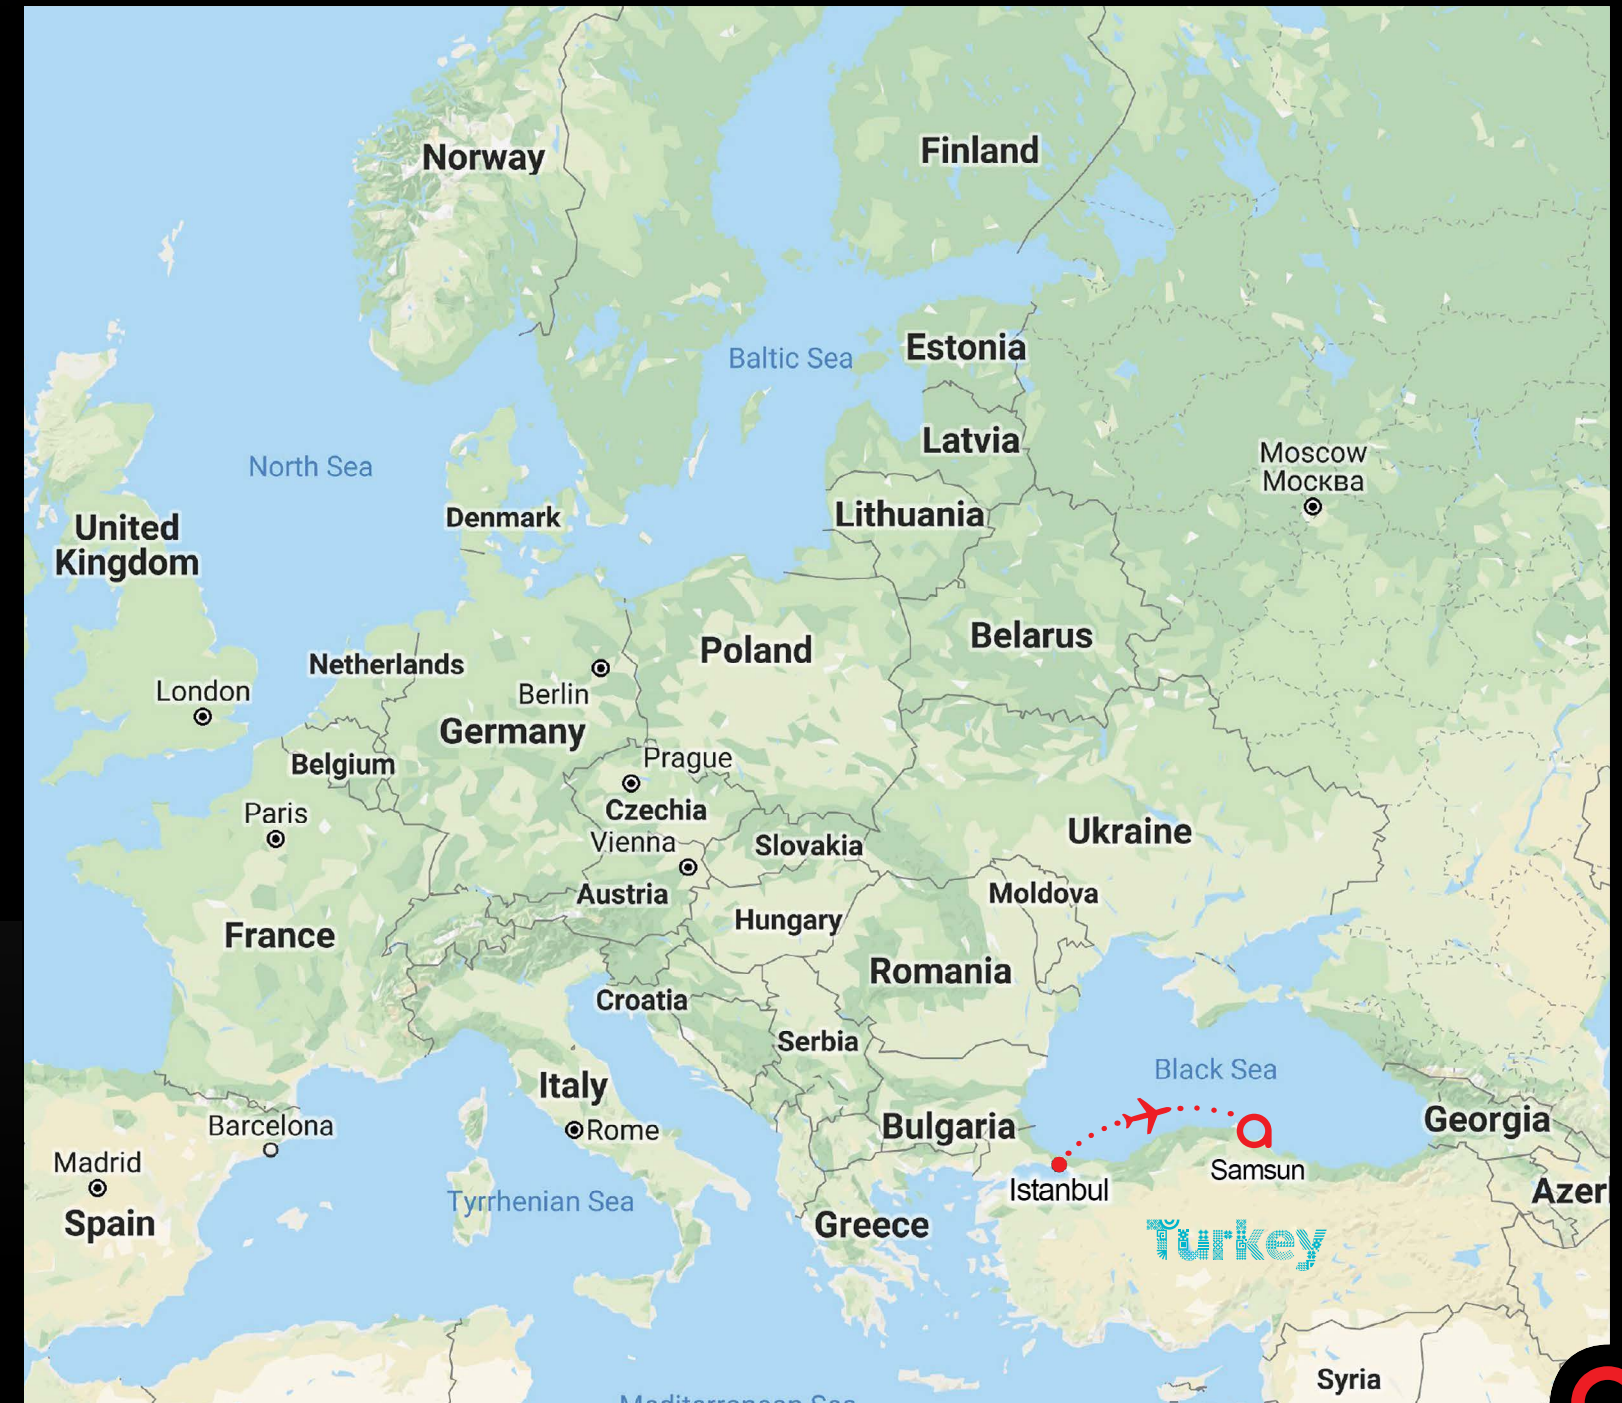 Norway
Finland
Estonia
Baltic Sea
Latvia
North Sea
Moscow
Москва
Lithuania
Denmark
United
Kingdom
Belarus
Poland
Netherlands
London
Berlin
Germany
Prague
Belgium
Czechia
Paris
Vienna
Slovakia
Ukraine
Austria
Moldova
Hungary
France
Romania
Croatia
Serbia
Black Sea
Italy
Barcelona
Rome
Bulgaria
Georgia
Madrid
Samsun
Istanbul
Azer
Tyrrhenian Sea
Spain
Greece
Turkey
Syria
Mediterranean Sea